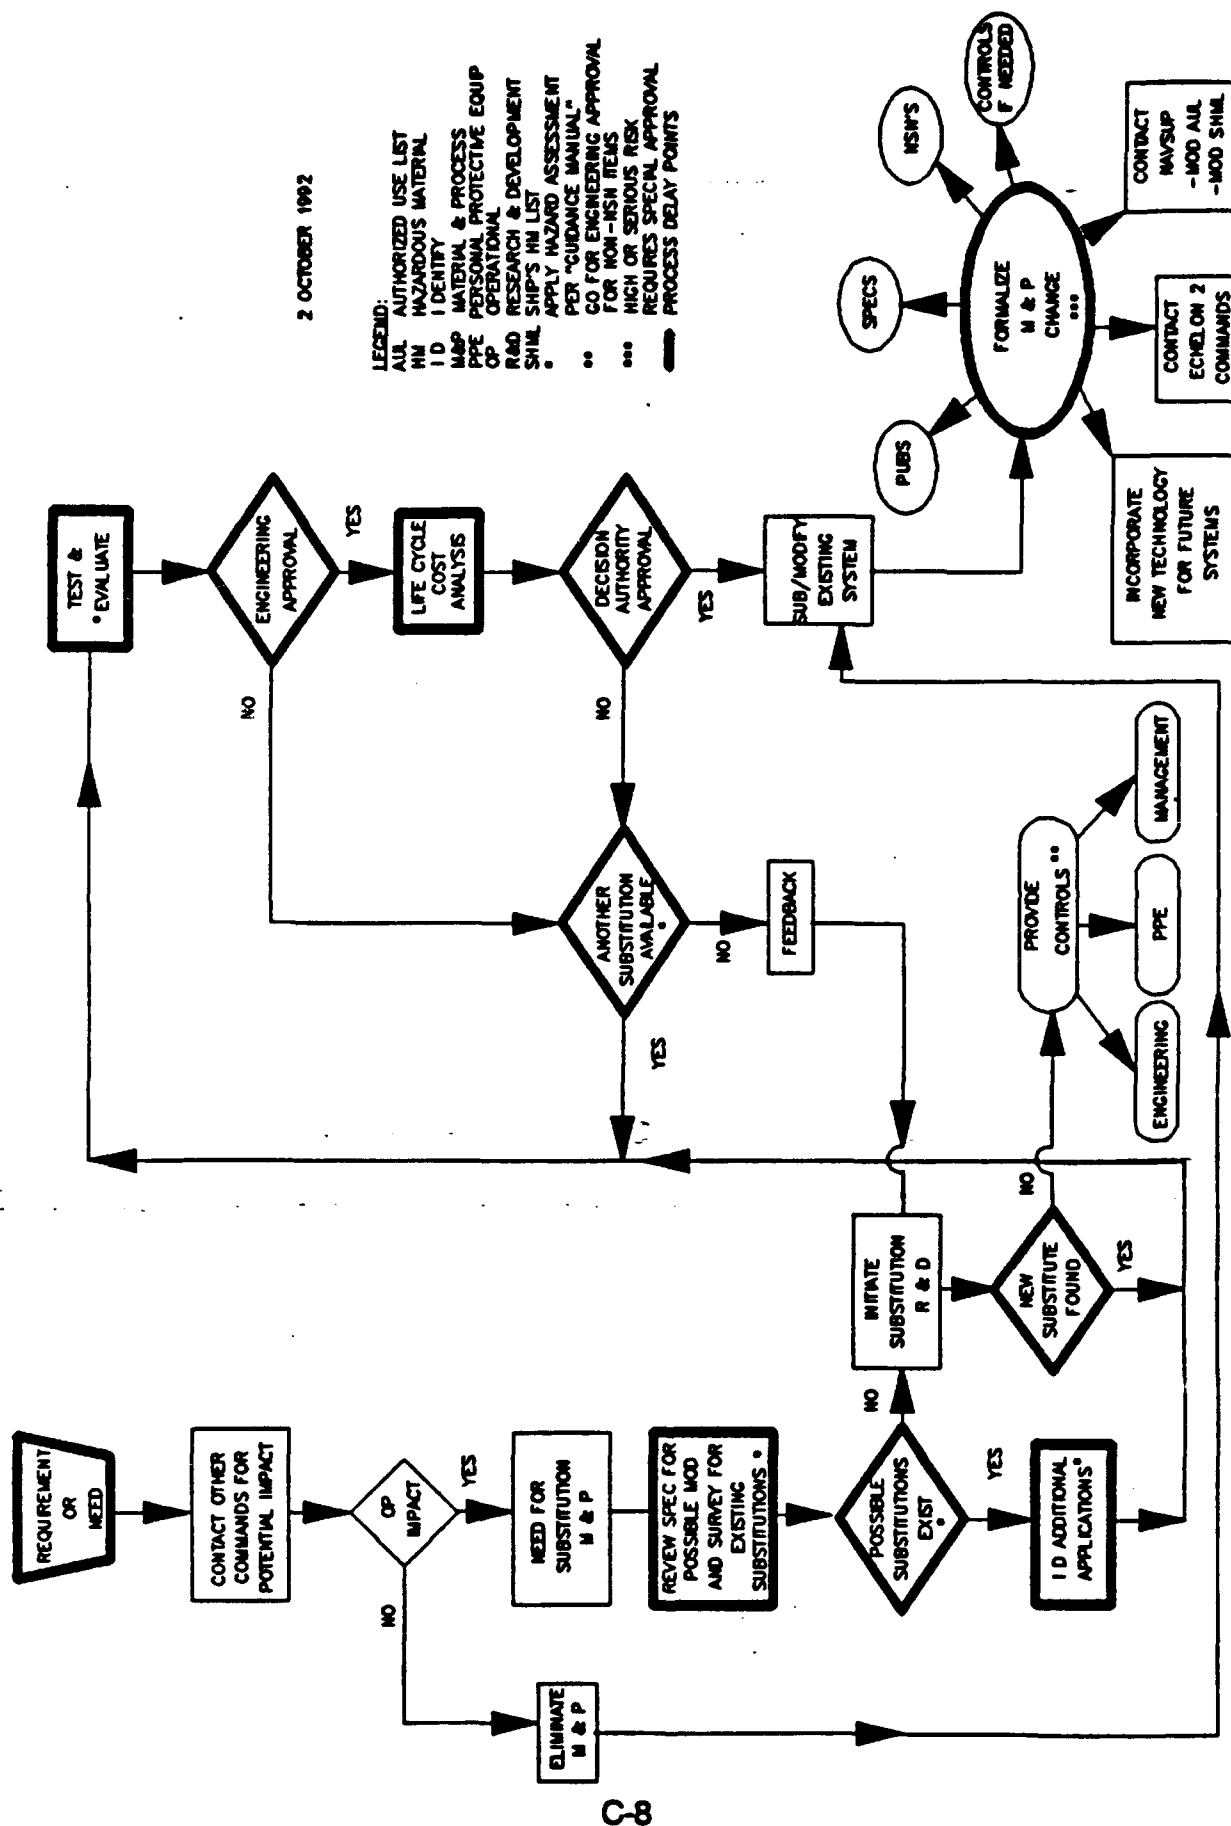 2 OCTOBER 1992
LEGEND:
AUL AUTHORIZED USE LIST
HM HAZARDOUS MATERIAL
I D I DENTIFY
M&P MATERIAL & PROCESS
PPE PERSONAL PROTECTIVE EQUIP
OP OPERATIONAL
R&D RESEARCH & DEVELOPMENT
SHML SHIP'S HM LIST
* APPLY HAZARD ASSESSMENT
PER "GUIDANCE MANUAL"
** GO FOR ENGINEERING APPROVAL
FOR NON-NSN ITEMS
*** HIGH OR SERIOUS RISK
REQUIRES SPECIAL APPROVAL
PROCESS DELAY POINTS
REQUIREMENT
OR
NEED
CONTACT OTHER
COMMANDS FOR
POTENTIAL IMPACT
OP
IMPACT
NO
YES
ELIMINATE
M & P
NEED FOR
SUBSTITUTION
M & P
REVIEW SPEC FOR
POSSIBLE MOD
AND SURVEY FOR
EXISTING
SUBSTITUTIONS *
POSSIBLE
SUBSTITUTIONS
EXIST
*
NO
YES
I D ADDITIONAL
APPLICATIONS*
INITIATE
SUBSTITUTION
R & D
NEW
SUBSTITUTE
FOUND
NO
YES
PROVIDE
CONTROLS **
ENGINEERING
PPE
MANAGEMENT
TEST &
* EVALUATE
ENGINEERING
APPROVAL
NO
YES
LIFE CYCLE
COST
ANALYSIS
DECISION
AUTHORITY
APPROVAL
NO
YES
ANOTHER
SUBSTITUTION
AVAILABLE
*
YES
NO
FEEDBACK
SUB/MODIFY
EXISTING
SYSTEM
FORMALIZE
M & P
CHANGE
***
PUBS
SPECS
NSN'S
CONTROLS
F NEEDED
INCORPORATE
NEW TECHNOLOGY
FOR FUTURE
SYSTEMS
CONTACT
ECHELON 2
COMMANDS
CONTACT
NAVSUP
-MOD AUL
-MOD SHML
C-8